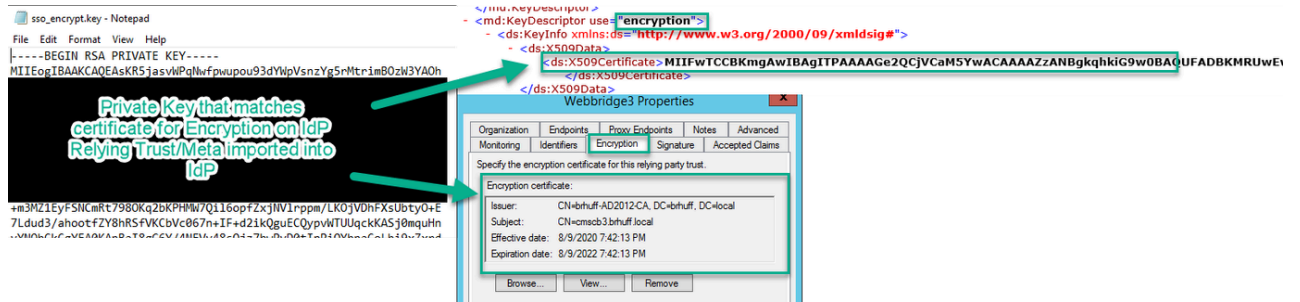 sso_encrypt.key - Notepad
File Edit Format View Help
-----BEGIN RSA PRIVATE KEY-----
MIIEogIBAAKCAQEAsKR5jasvWPqNwfpwupou93dYWpVsnzYg5rMtrimBOzW3YAOh
Private Key that matches
certificate for Encryption on IdP
Relying Trust/Meta imported into
IdP
+m3MZ1EyFSNCmRt798OKq2bKPHMW7Qil6opfZxjNVlrppm/LKOjVDhFXsUbtyO+E
7Ldud3/ahootfZY8hRSfVKCbVc067n+IF+d2ikQguECQypvWTUUqckKASj0mquHn
</md:KeyDescriptor>
- <md:KeyDescriptor use="encryption">
- <ds:KeyInfo xmlns:ds="http://www.w3.org/2000/09/xmldsig#">
- <ds:X509Data>
<ds:X509Certificate>MIIFwTCCBKmgAwIBAgITPAAAAGe2QCjVCaM5YwACAAAAZzANBgkqhkiG9w0BAQUFADBKMRUwEv
</ds:X509Certificate>
</ds:X509Data>
Webbridge3 Properties
x
Organization Endpoints Proxy Endpoints Notes Advanced
Monitoring Identifiers Encryption Signature Accepted Claims
Specify the encryption certificate for this relying party trust.
Encryption certificate:
Issuer: CN=brhuff-AD2012-CA, DC=brhuff, DC=local
Subject: CN=cmscb3.brhuff.local
Effective date: 8/9/2020 7:42:13 PM
Expiration date: 8/9/2022 7:42:13 PM
Browse... View... Remove